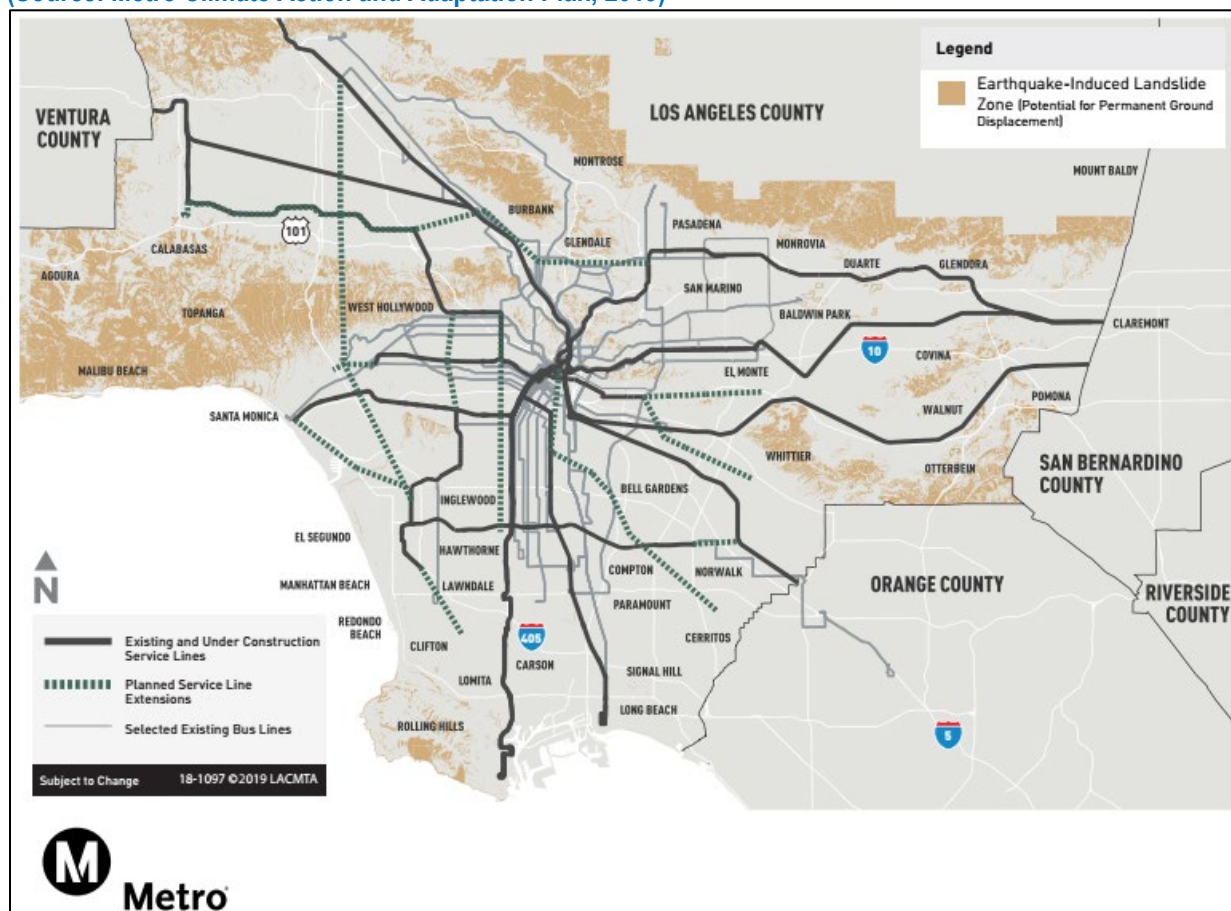 (Source: Metro Climate Action and Adaptation Plan, 2019)
Legend
Earthquake-Induced Landslide
Zone (Potential for Permanent Ground
Displacement)
VENTURA
COUNTY
LOS ANGELES COUNTY
MOUNT BALDY
MONTROSE
BURBANK
PASADENA
101
GLENDALE
MONROVIA
CALABASAS
DUARTE
GLENDORA
AGOURA
SAN MARINO
TOPANGA
WEST HOLLYWOOD
BALDWIN PARK
CLAREMONT
10
COVINA
MALIBU BEACH
EL MONTE
POMONA
SANTA MONICA
WALNUT
WHITTIER
SAN BERNARDINO
COUNTY
OTTERBEIN
BELL GARDENS
INGLEWOOD
EL SEGUNDO
HAWTHORNE
N
COMPTON
NORWALK
ORANGE COUNTY
MANHATTAN BEACH
LAWNDALE
RIVERSIDE
COUNTY
PARAMOUNT
REDONDO
BEACH
405
CERRITOS
CLIFTON
CARSON
SIGNAL HILL
LOMITA
LONG BEACH
ROLLING HILLS
5
Existing and Under Construction
Service Lines
Planned Service Line
Extensions
Selected Existing Bus Lines
Subject to Change 18-1097 ©2019 LACMTA
M
Metro